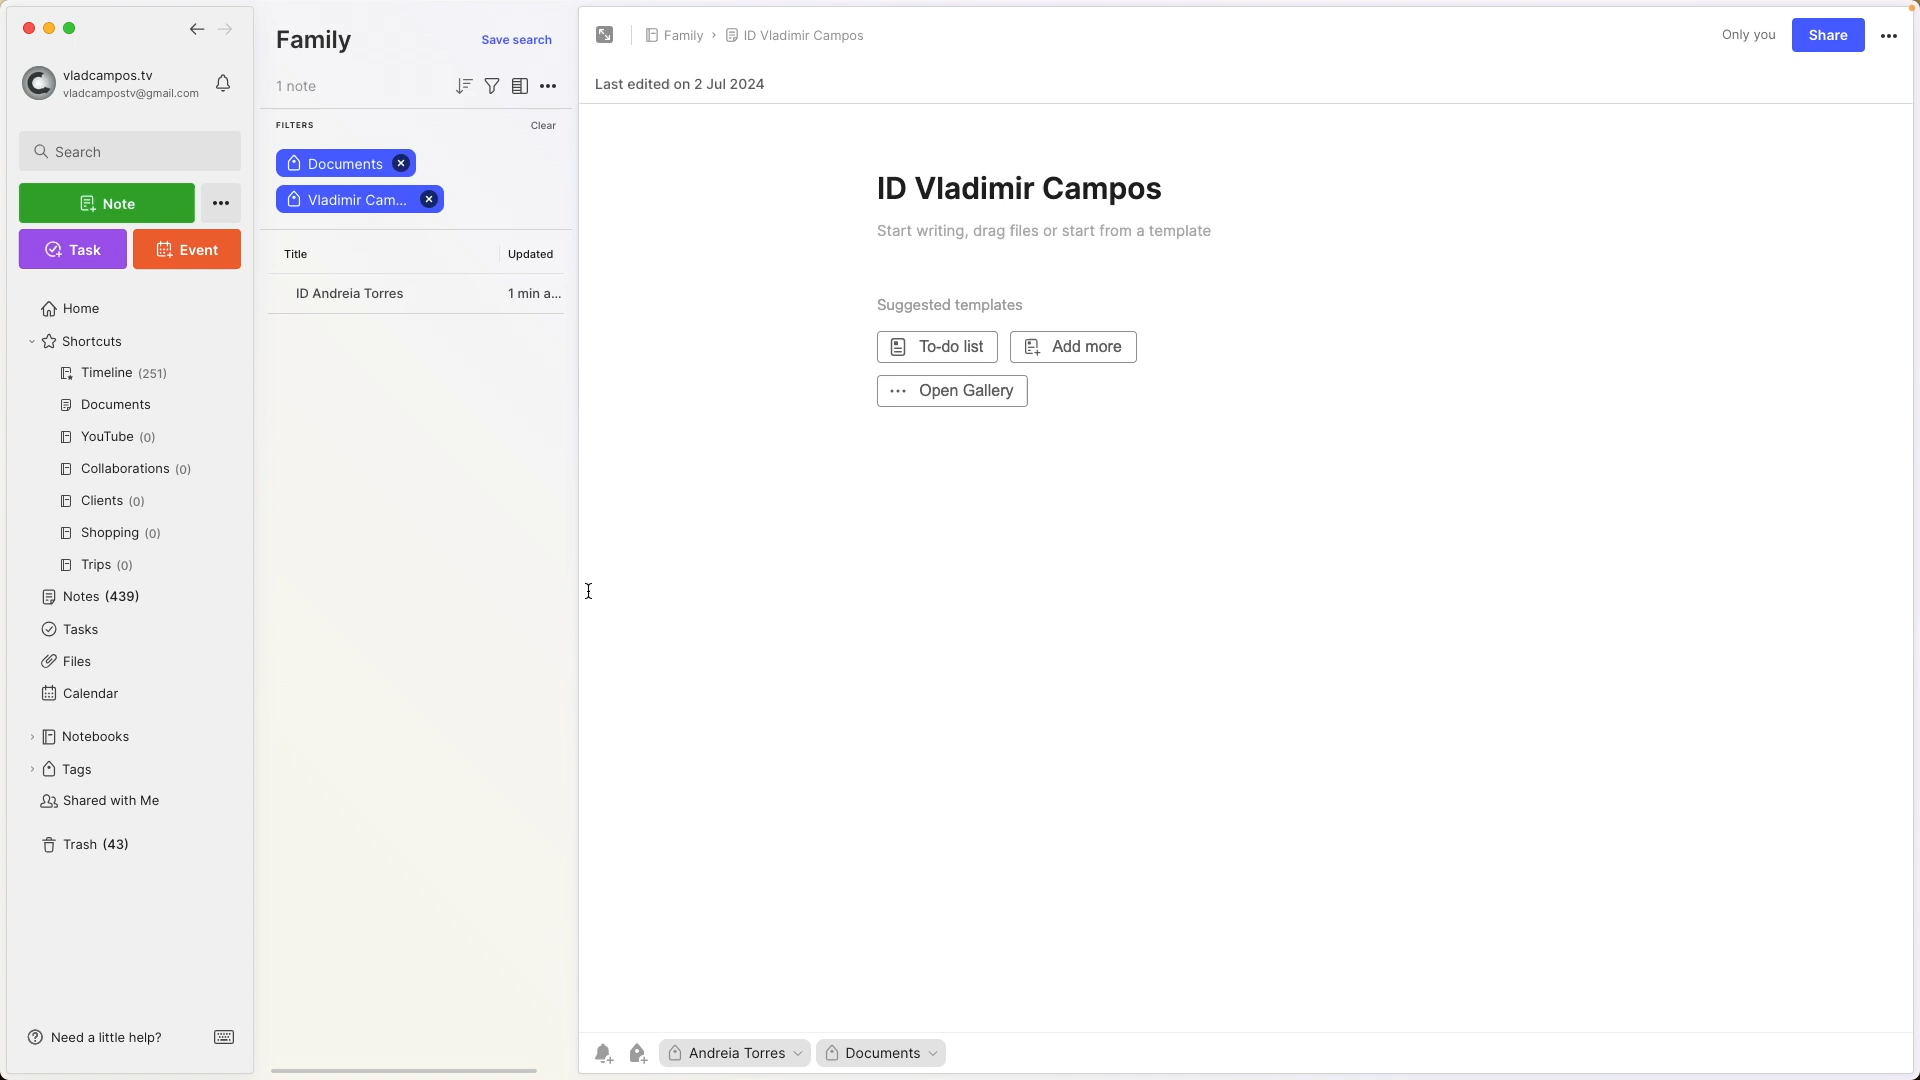 vladcampos.tv
vladcampostv@gmail.com
Search
Note
Task
Event
Home
Shortcuts
Timeline (251)
Documents
YouTube (0)
Collaborations (0)
Clients (0)
Shopping (0)
Trips (0)
Notes (439)
Tasks
Files
Calendar
Notebooks
Tags
Shared with Me
Trash (43)
Need a little help?
Family
Save search
1 note
FILTERS
Clear
Documents
Vladimir Cam...
Title
Updated
ID Andreia Torres
1 min a...
Family › ID Vladimir Campos
Only you
Share
Last edited on 2 Jul 2024
ID Vladimir Campos
Start writing, drag files or start from a template
Suggested templates
To-do list
Add more
Open Gallery
Andreia Torres
Documents